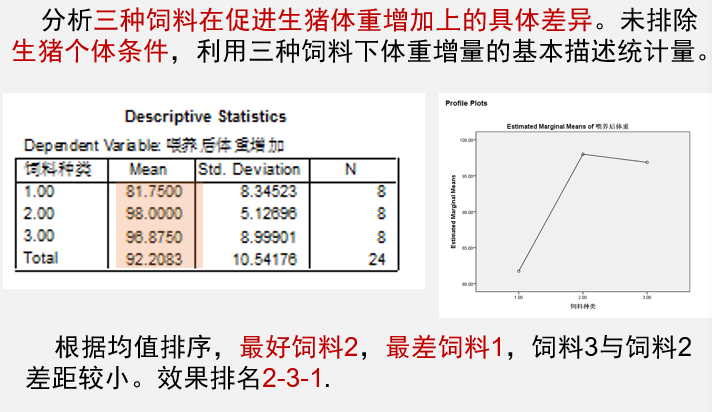 分析三种饲料在促进生猪体重增加上的具体差异。未排除
生猪个体条件，利用三种饲料下体重增量的基本描述统计量。
Descriptive Statistics
Dependent Variable: 喂养后体重增加
饲料种类 Mean Std. Deviation N
1.00 81.7500 8.34523 8
2.00 98.0000 5.12696 8
3.00 96.8750 8.99901 8
Total 92.2083 10.54176 24
Profile Plots
Estimated Marginal Means of 喂养后体重
Estimated Marginal Means
100.00
95.00
90.00
85.00
80.00
1.00 2.00 3.00
饲料种类
根据均值排序，最好饲料2，最差饲料1，饲料3与饲料2
差距较小。效果排名2-3-1.